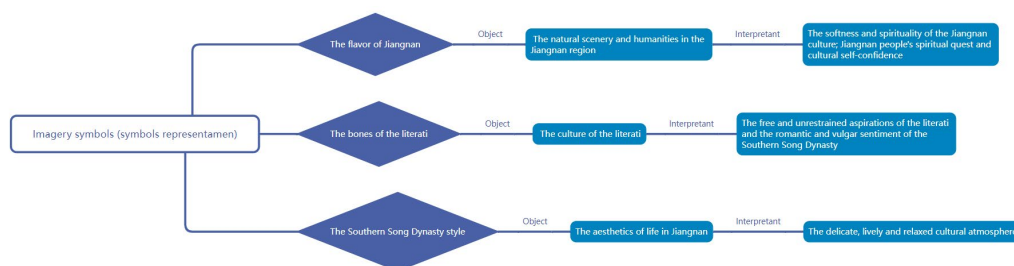 The flavor of Jiangnan
Object
The natural scenery and humanities in the
Jiangnan region
Interpretant
The softness and spirituality of the Jiangnan
culture; Jiangnan people's spiritual quest and
cultural self-confidence
Imagery symbols (symbols representamen)
The bones of the literati
Object
The culture of the literati
Interpretant
The free and unrestrained aspirations of the literati
and the romantic and vulgar sentiment of the
Southern Song Dynasty
The Southern Song Dynasty style
Object
The aesthetics of life in Jiangnan
Interpretant
The delicate, lively and relaxed cultural atmosphere